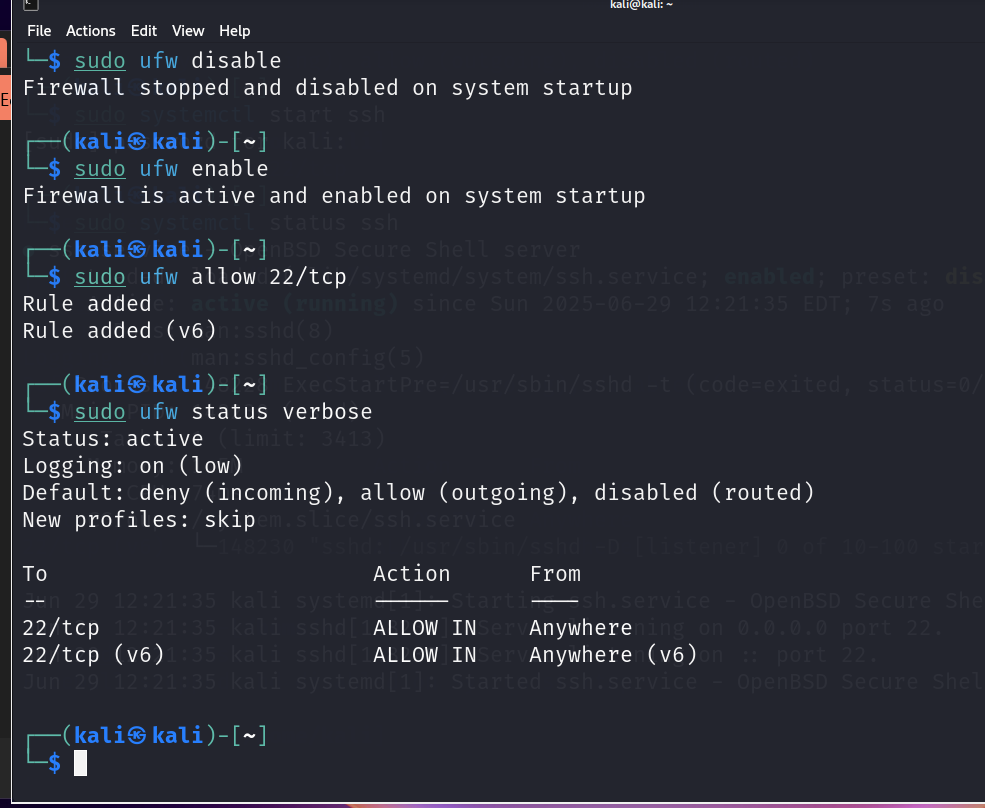 kali@kali: ~
File Actions Edit View Help
└─$ sudo ufw disable
Firewall stopped and disabled on system startup
┌──(kali㉿kali)-[~]
└─$ sudo ufw enable
Firewall is active and enabled on system startup
┌──(kali㉿kali)-[~]
└─$ sudo ufw allow 22/tcp
Rule added
Rule added (v6)
┌──(kali㉿kali)-[~]
└─$ sudo ufw status verbose
Status: active
Logging: on (low)
Default: deny (incoming), allow (outgoing), disabled (routed)
New profiles: skip
To Action From
-- ------ ----
22/tcp ALLOW IN Anywhere
22/tcp (v6) ALLOW IN Anywhere (v6)
┌──(kali㉿kali)-[~]
└─$